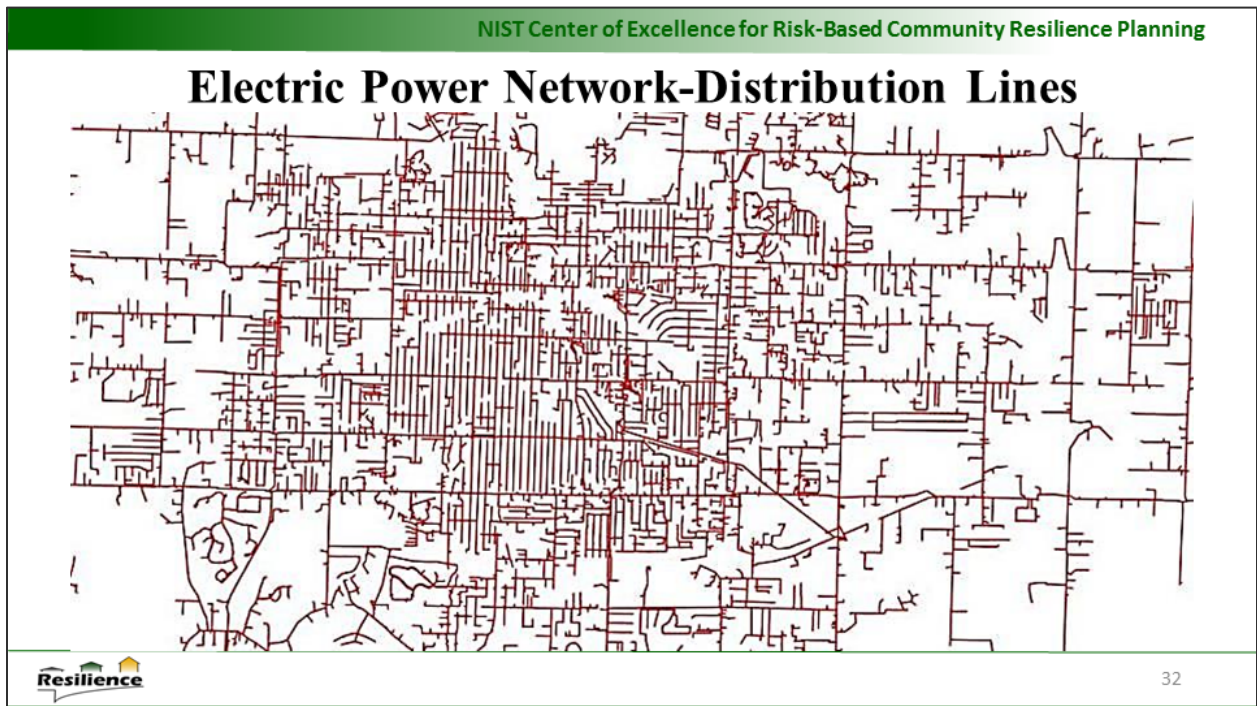 NIST Center of Excellence for Risk-Based Community Resilience Planning
Electric Power Network-Distribution Lines
Resilience
32